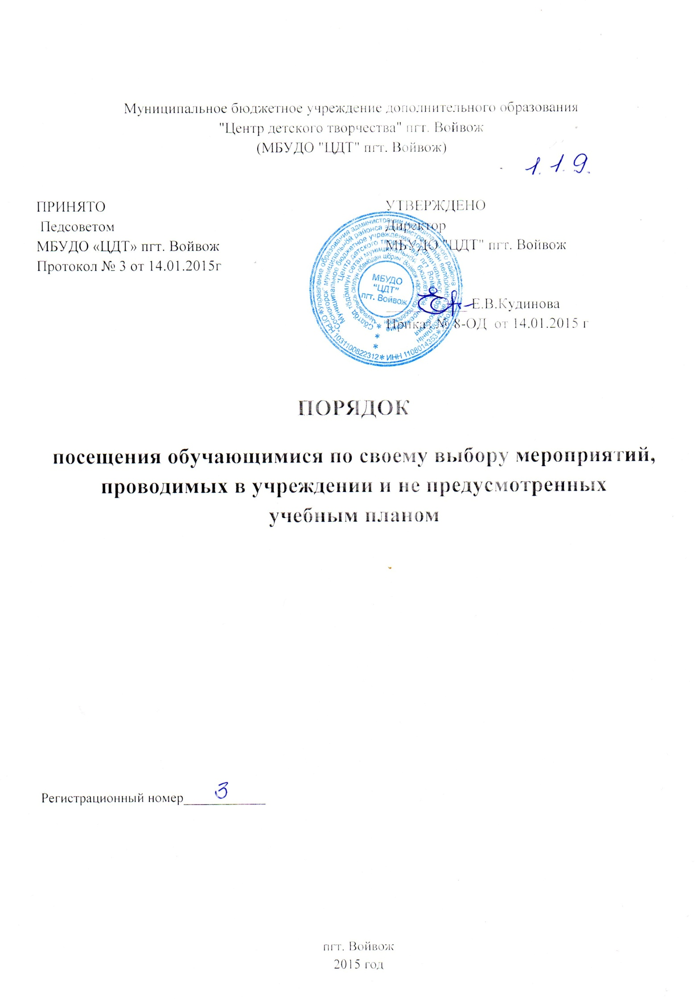 Муниципальное бюджетное учреждение дополнительного образования
"Центр детского творчества" пгт. Войвож
(МБУДО "ЦДТ" пгт. Войвож)
1.1.9.
ПРИНЯТО
Педсоветом
МБУДО «ЦДТ» пгт. Войвож
Протокол № 3 от 14.01.2015г
УТВЕРЖДЕНО
Директор
МБУДО "ЦДТ" пгт. Войвож
Е.В.Кудинова
Приказ № 8-ОД от 14.01.2015 г
МБУДО
"ЦДТ"
пгт. Войвож
ОГРН 1031100822312 * ИНН 1108014353 *
ПОРЯДОК
посещения обучающимися по своему выбору мероприятий,
проводимых в учреждении и не предусмотренных
учебным планом
Регистрационный номер 3
пгт. Войвож
2015 год